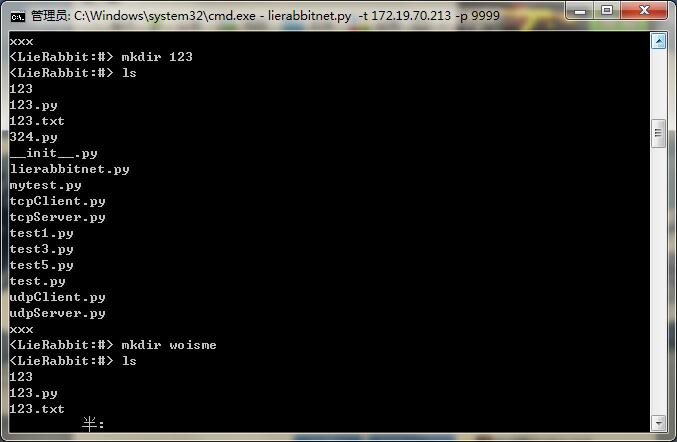 管理员: C:\Windows\system32\cmd.exe - lierabbitnet.py  -t 172.19.70.213 -p 9999
xxx
<LieRabbit:#> mkdir 123
<LieRabbit:#> ls
123
123.py
123.txt
324.py
__init__.py
lierabbitnet.py
mytest.py
tcpClient.py
tcpServer.py
test1.py
test3.py
test5.py
test.py
udpClient.py
udpServer.py
xxx
<LieRabbit:#> mkdir woisme
<LieRabbit:#> ls
123
123.py
123.txt
半: